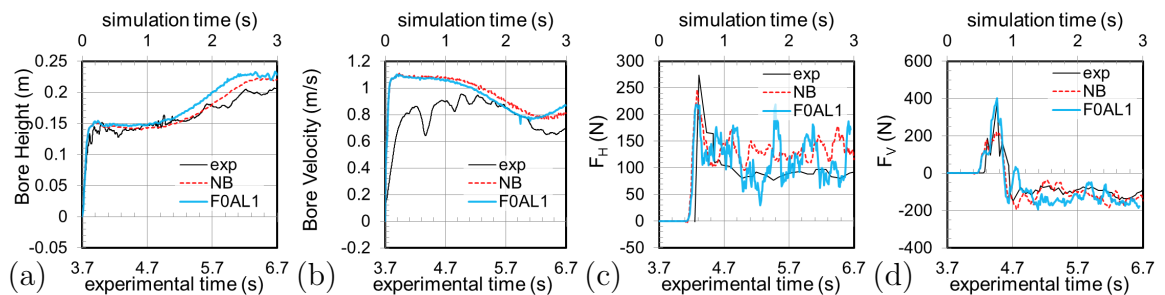 simulation time (s)
0 1 2 3
Bore Height (m)
0.25
0.2
0.15
0.1
0.05
0
-0.05
exp
NB
F0AL1
3.7 4.7 5.7 6.7
experimental time (s)
(a)
simulation time (s)
0 1 2 3
Bore Velocity (m/s)
1.2
1
0.8
0.6
0.4
0.2
0
-0.2
exp
NB
F0AL1
3.7 4.7 5.7 6.7
experimental time (s)
(b)
simulation time (s)
0 1 2 3
F_H (N)
300
250
200
150
100
50
0
-50
exp
NB
F0AL1
3.7 4.7 5.7 6.7
experimental time (s)
(c)
simulation time (s)
0 1 2 3
F_V (N)
600
400
200
0
-200
-400
exp
NB
F0AL1
3.7 4.7 5.7 6.7
experimental time (s)
(d)